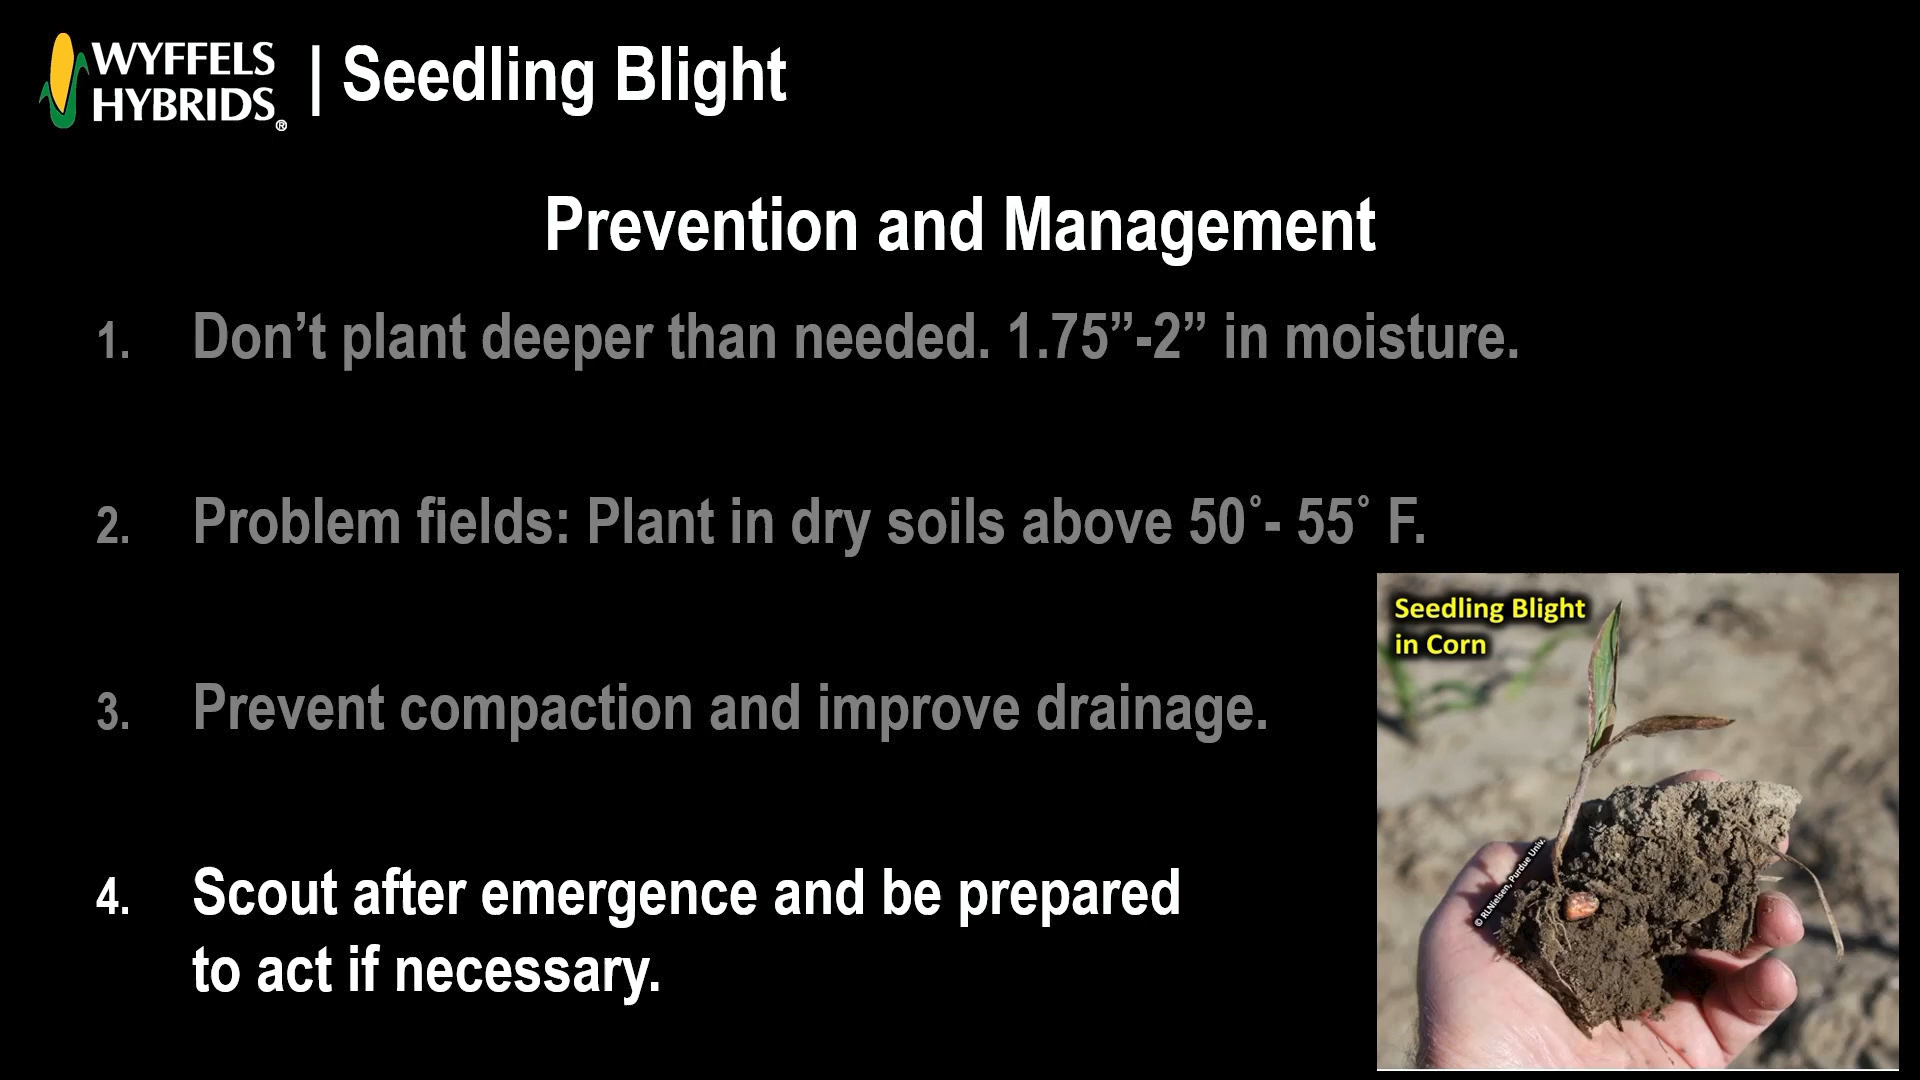 WYFFELS
HYBRIDS®
| Seedling Blight
Prevention and Management
1. Don’t plant deeper than needed. 1.75”-2” in moisture.
2. Problem fields: Plant in dry soils above 50˚- 55˚ F.
3. Prevent compaction and improve drainage.
4. Scout after emergence and be prepared
to act if necessary.
Seedling Blight
in Corn
© RLNielsen, Purdue Univ.